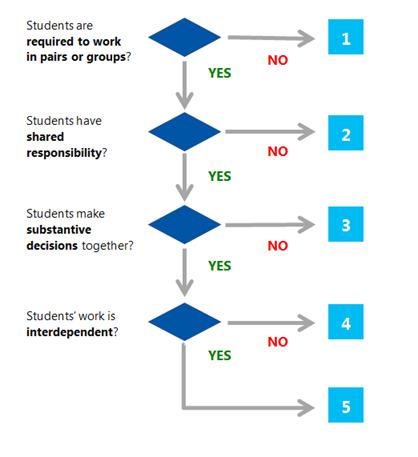 Students are
required to work
in pairs or groups?
1
NO
YES
Students have
shared
responsibility?
2
NO
YES
Students make
substantive
decisions together?
3
NO
YES
Students' work is
interdependent?
4
NO
YES
5